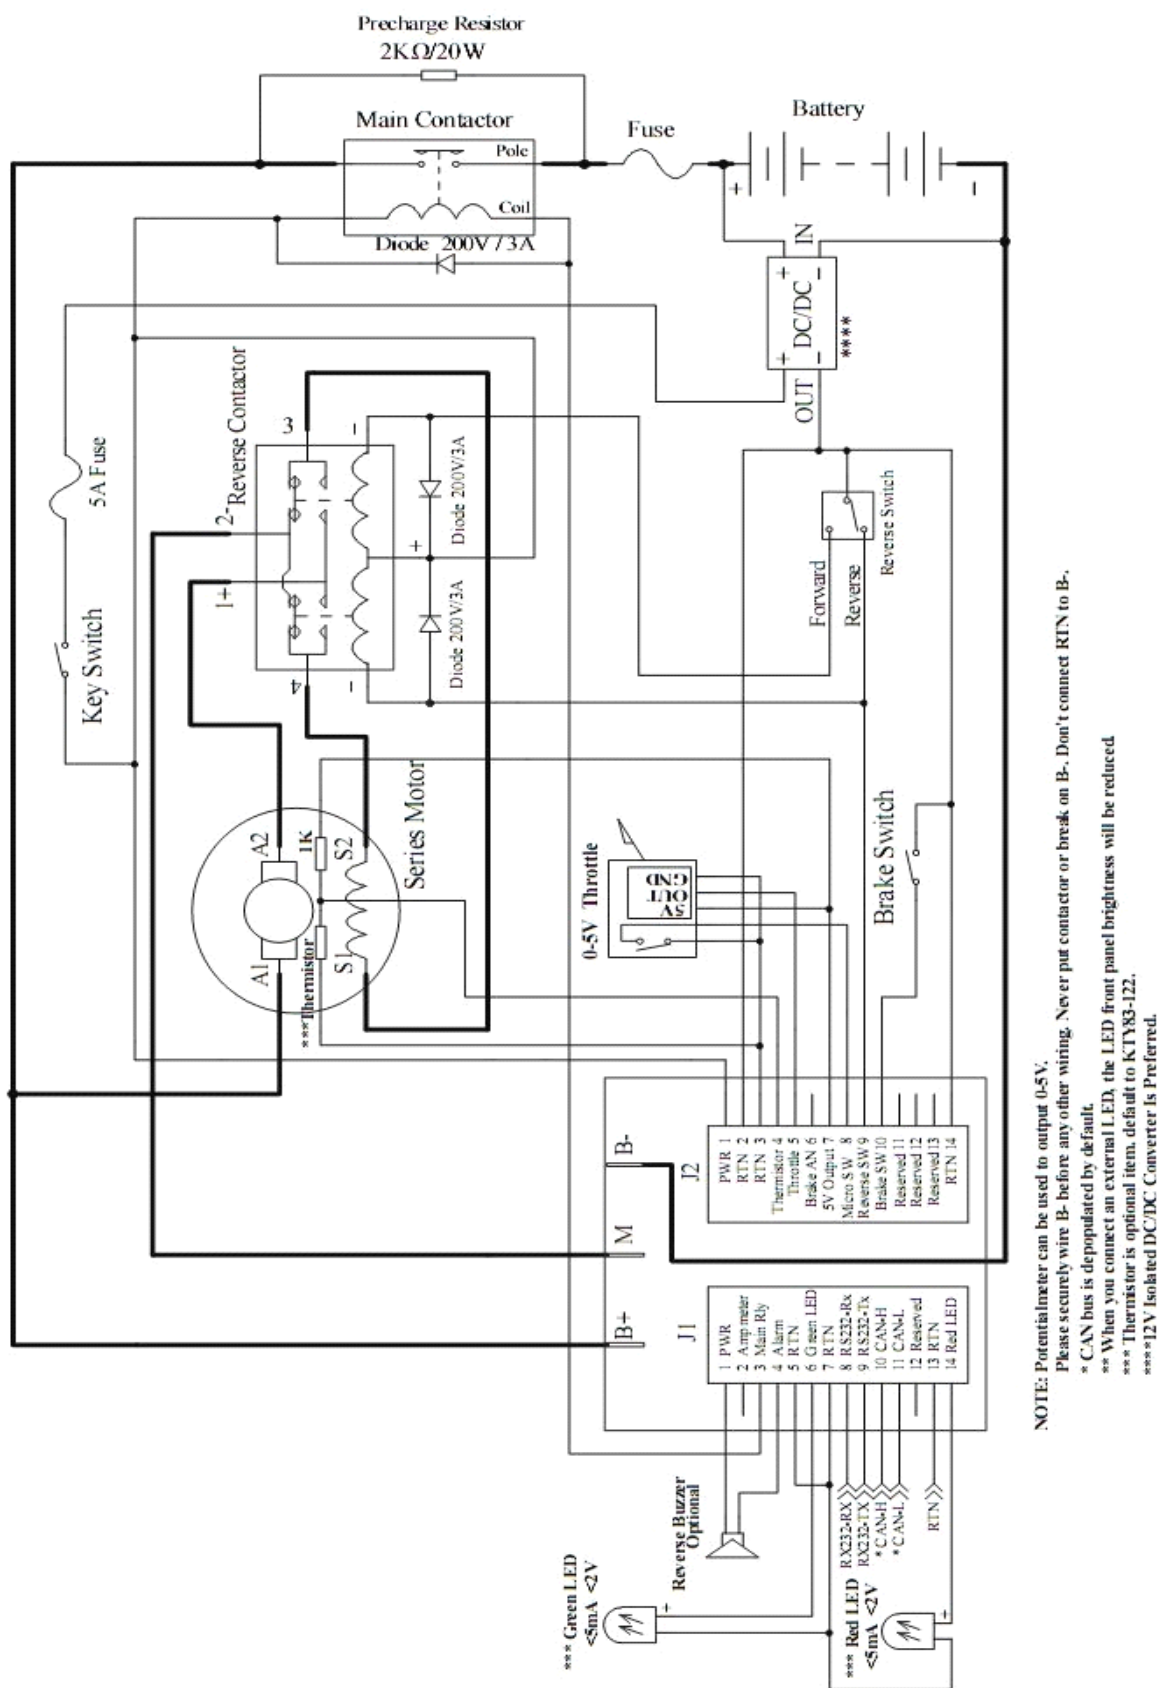 Precharge Resistor
2KΩ/20W
Main Contactor
Pole
Coil
Diode 200V/3A
Fuse
Battery
+
-
IN
+ -
DC/DC
+ -
****
OUT
5A Fuse
Key Switch
2-
Reverse Contactor
3
-
+
1+
4
-
Diode 200V/3A
Diode 200V/3A
Forward
Reverse
Reverse Switch
A2
A1
1K
S2
S1
***Thermistor
Series Motor
0-5V Throttle
GND
OUT
5V
Brake Switch
B-
M
B+
J2
PWR 1
RTN 2
RTN 3
Thermistor 4
Throttle 5
Brake AN 6
5V Output 7
Micro SW 8
Reverse SW9
Brake SW10
Reserved 11
Reserved 12
Reserved 13
RTN 14
J1
1 PWR
2 Ampmeter
3 Main Rly
4 Alarm
5 RTN
6 Green LED
7 RTN
8 RS232-Rx
9 RS232-Tx
10 CAN-H
11 CAN-L
12 Reserved
13 RTN
14 Red LED
Reverse Buzzer
Optional
RX232-RX
RX232-TX
*CAN-H
*CAN-L
RTN
*** Green LED
<5mA <2V
+
*** Red LED
<5mA <2V
+
NOTE: Potentialmeter can be used to output 0-5V.
Please securely wire B- before any other wiring. Never put contactor or break on B-. Don't connect RTN to B-.
* CAN bus is depopulated by default.
** When you connect an external LED, the LED front panel brightness will be reduced.
*** Thermistor is optional item, default to KTY83-122.
****12V Isolated DC/DC Converter Is Preferred.